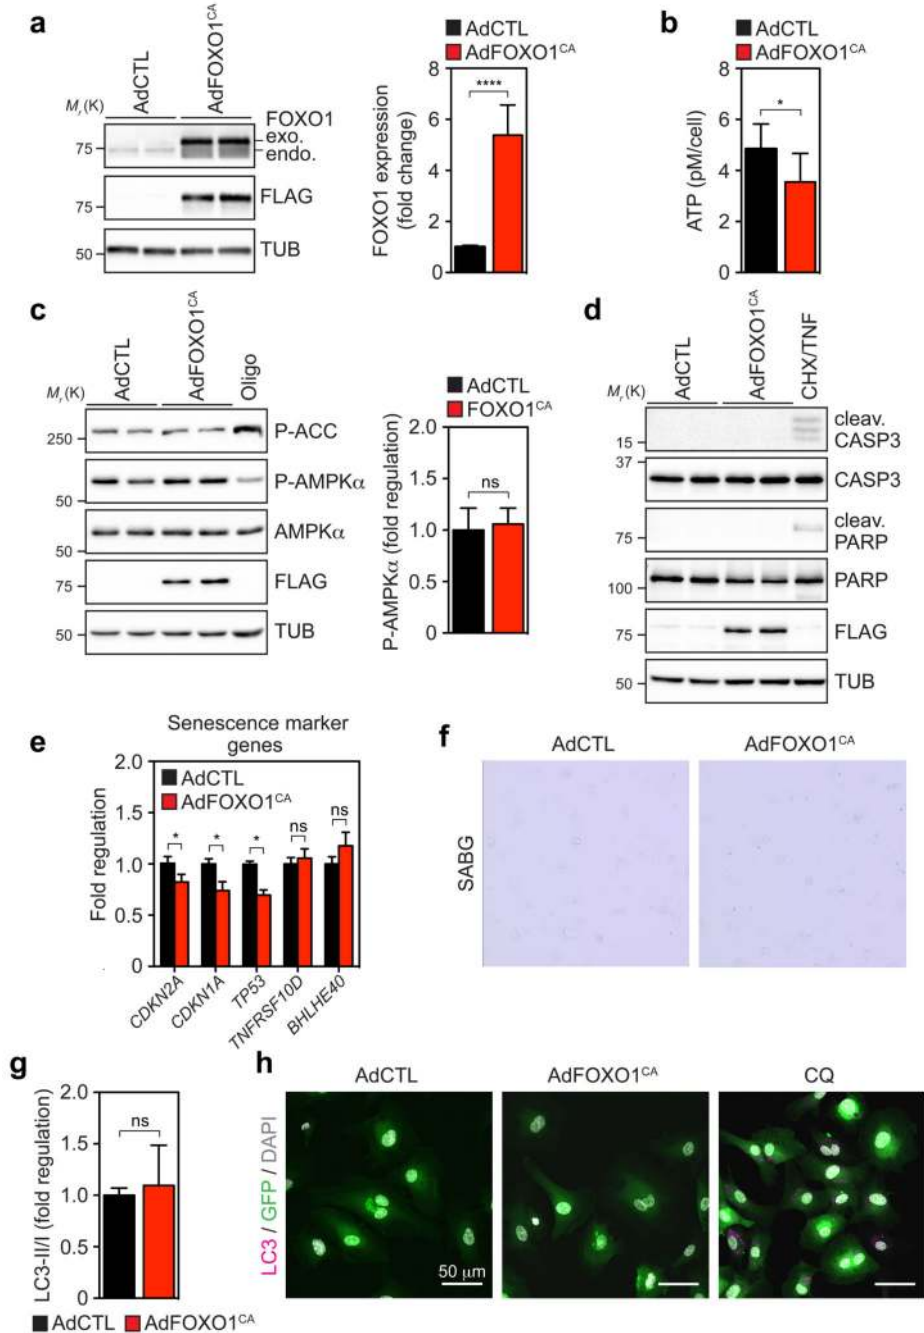 a
AdCTL
AdFOXO1CA
Mr (K)
FOXO1
exo.
endo.
75
FLAG
75
TUB
50
AdCTL
AdFOXO1CA
FOXO1 expression
(fold change)
8
6
4
2
0
****
b
AdCTL
AdFOXO1CA
ATP (pM/cell)
8
6
4
2
0
*
c
AdCTL
AdFOXO1CA
Oligo
Mr (K)
250
P-ACC
P-AMPKα
50
AMPKα
50
FLAG
75
TUB
50
AdCTL
FOXO1CA
P-AMPKα (fold regulation)
2.0
1.5
1.0
0.5
0
ns
d
AdCTL
AdFOXO1CA
CHX/TNF
Mr (K)
cleav.
CASP3
15
37
CASP3
cleav.
PARP
75
PARP
100
FLAG
75
TUB
50
e
Senescence marker
genes
AdCTL
AdFOXO1CA
Fold regulation
2.0
1.5
1.0
0.5
0
*
*
*
ns
ns
CDKN2A
CDKN1A
TP53
TNFRSF10D
BHLHE40
f
AdCTL
AdFOXO1CA
SABG
g
LC3-II/I (fold regulation)
2.0
1.5
1.0
0.5
0
ns
AdCTL AdFOXO1CA
h
AdCTL
AdFOXO1CA
CQ
LC3 / GFP / DAPI
50 μm